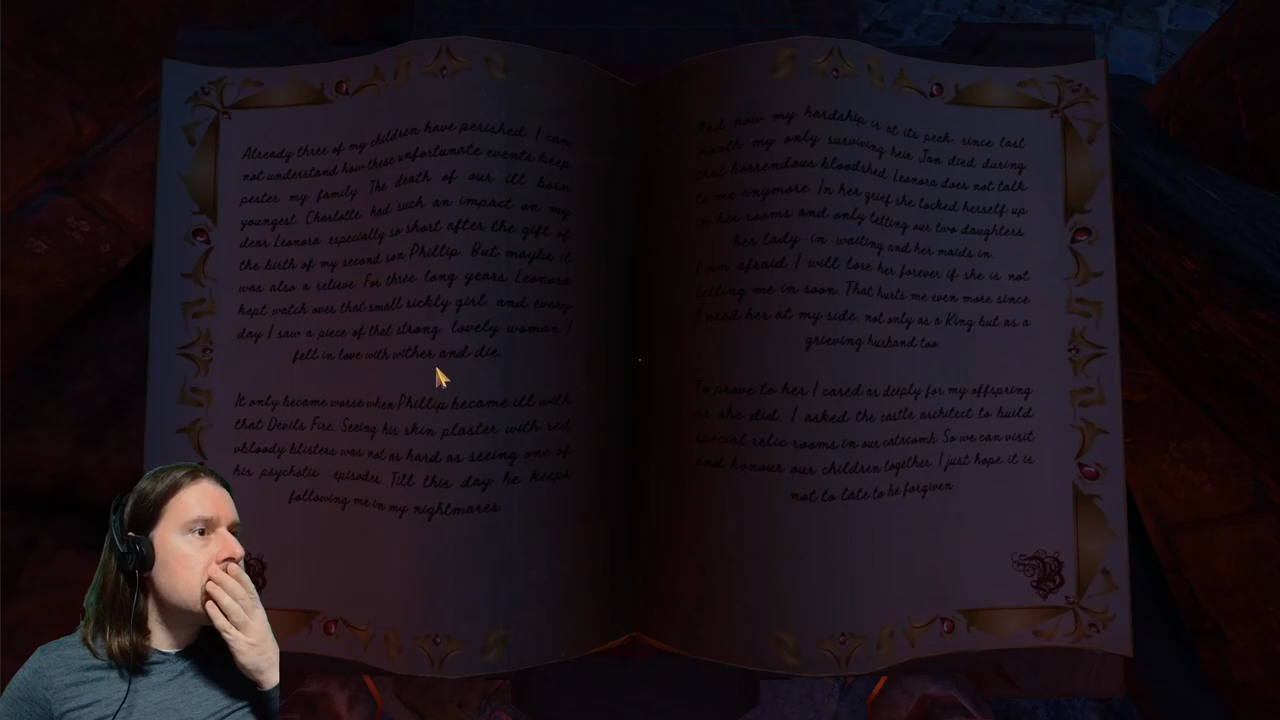 Already three of my children have perished. I can
not understand how these unfortunate events keep
pester my family. The death of our ill born
youngest, Charlotte, had such an impact on my
dear Leonora especially so short after the gift of
the birth of my second son Phillip. But maybe it
was also a relieve. For three long years Leonora
kept watch over that small sickly girl, and every
day I saw a piece of that strong, lovely woman I
fell in love with wither and die.
It only became worse when Phillip became ill with
that Devils Fire. Seeing his skin plaster with red
vbloody blisters was not as hard as seeing one of
his psychotic episodes. Till this day he keeps
following me in my nightmares.
And now my hardship is at its peak, since last
month my only surviving heir Jan died during
that horrendous bloodshed. Leonora does not talk
to me anymore. In her grief she locked herself up
in her rooms and only letting our two daughters,
her lady-in-waiting and her maids in.
I am afraid I will lose her forever if she is not
letting me in soon. That hurts me even more since
I need her at my side, not only as a King but as a
grieving husband too.
To prove to her I cared as deeply for my offspring
as she did, I asked the castle architect to build
special relic rooms in our catacomb. So we can visit
and honour our children together. I just hope it is
not to late to be forgiven